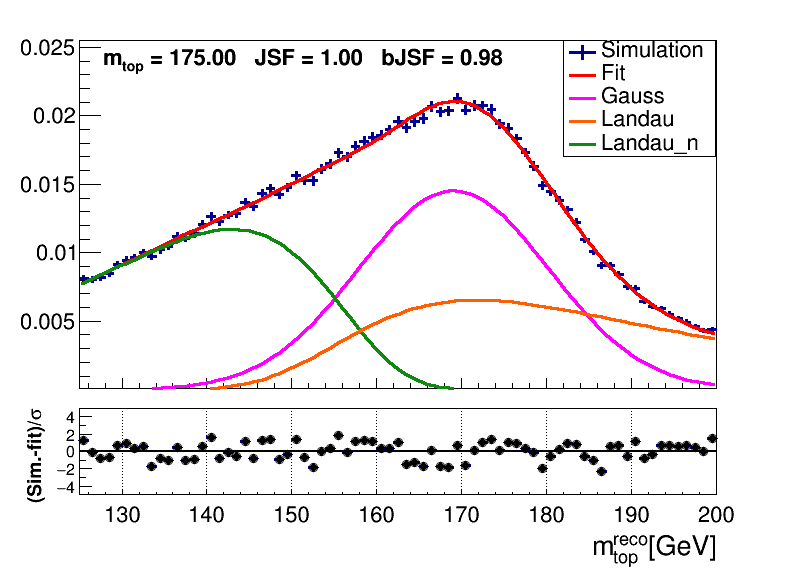 0.025
m_top = 175.00 JSF = 1.00 bJSF = 0.98
Simulation
Fit
Gauss
Landau
Landau_n
0.02
0.015
0.01
0.005
(Sim.-fit)/σ
4
2
0
−2
−4
130 140 150 160 170 180 190 200
m_top^reco[GeV]